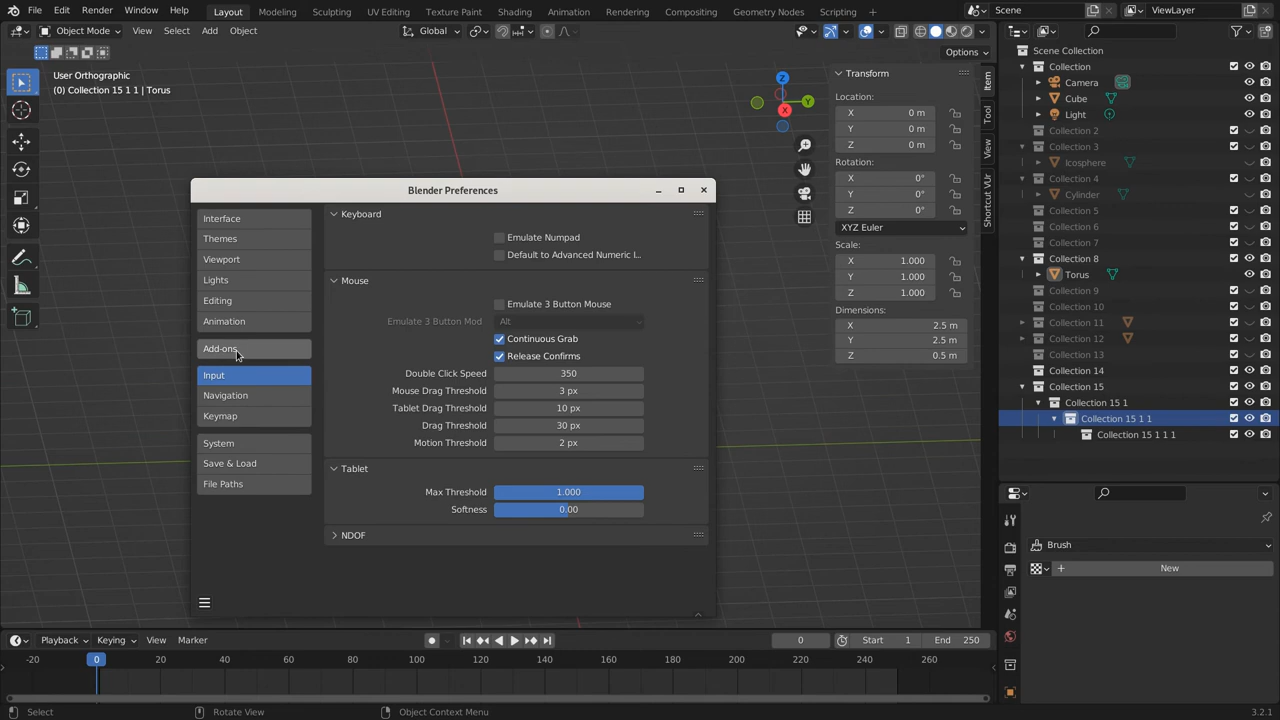 File Edit Render Window Help Layout Modeling Sculpting UV Editing Texture Paint Shading Animation Rendering Compositing Geometry Nodes Scripting Scene ViewLayer
Object Mode View Select Add Object Global
Options
User Orthographic
(0) Collection 15 1 1 | Torus
Z
Y
X
Transform
Location:
X 0 m
Y 0 m
Z 0 m
Rotation:
X 0°
Y 0°
Z 0°
XYZ Euler
Scale:
X 1.000
Y 1.000
Z 1.000
Dimensions:
X 2.5 m
Y 2.5 m
Z 0.5 m
Item
Tool
View
Shortcut VUr
Scene Collection
Collection
Camera
Cube
Light
Collection 2
Collection 3
Icosphere
Collection 4
Cylinder
Collection 5
Collection 6
Collection 7
Collection 8
Torus
Collection 9
Collection 10
Collection 11
Collection 12
Collection 13
Collection 14
Collection 15
Collection 15 1
Collection 15 1 1
Collection 15 1 1 1
Blender Preferences
Interface
Themes
Viewport
Lights
Editing
Animation
Add-ons
Input
Navigation
Keymap
System
Save & Load
File Paths
Keyboard
Emulate Numpad
Default to Advanced Numeric I...
Mouse
Emulate 3 Button Mouse
Emulate 3 Button Mod Alt
Continuous Grab
Release Confirms
Double Click Speed 350
Mouse Drag Threshold 3 px
Tablet Drag Threshold 10 px
Drag Threshold 30 px
Motion Threshold 2 px
Tablet
Max Threshold 1.000
Softness 0.00
NDOF
Brush
New
Playback Keying View Marker 0 Start 1 End 250
-20 0 20 40 60 80 100 120 140 160 180 200 220 240 260
Select Rotate View Object Context Menu 3.2.1